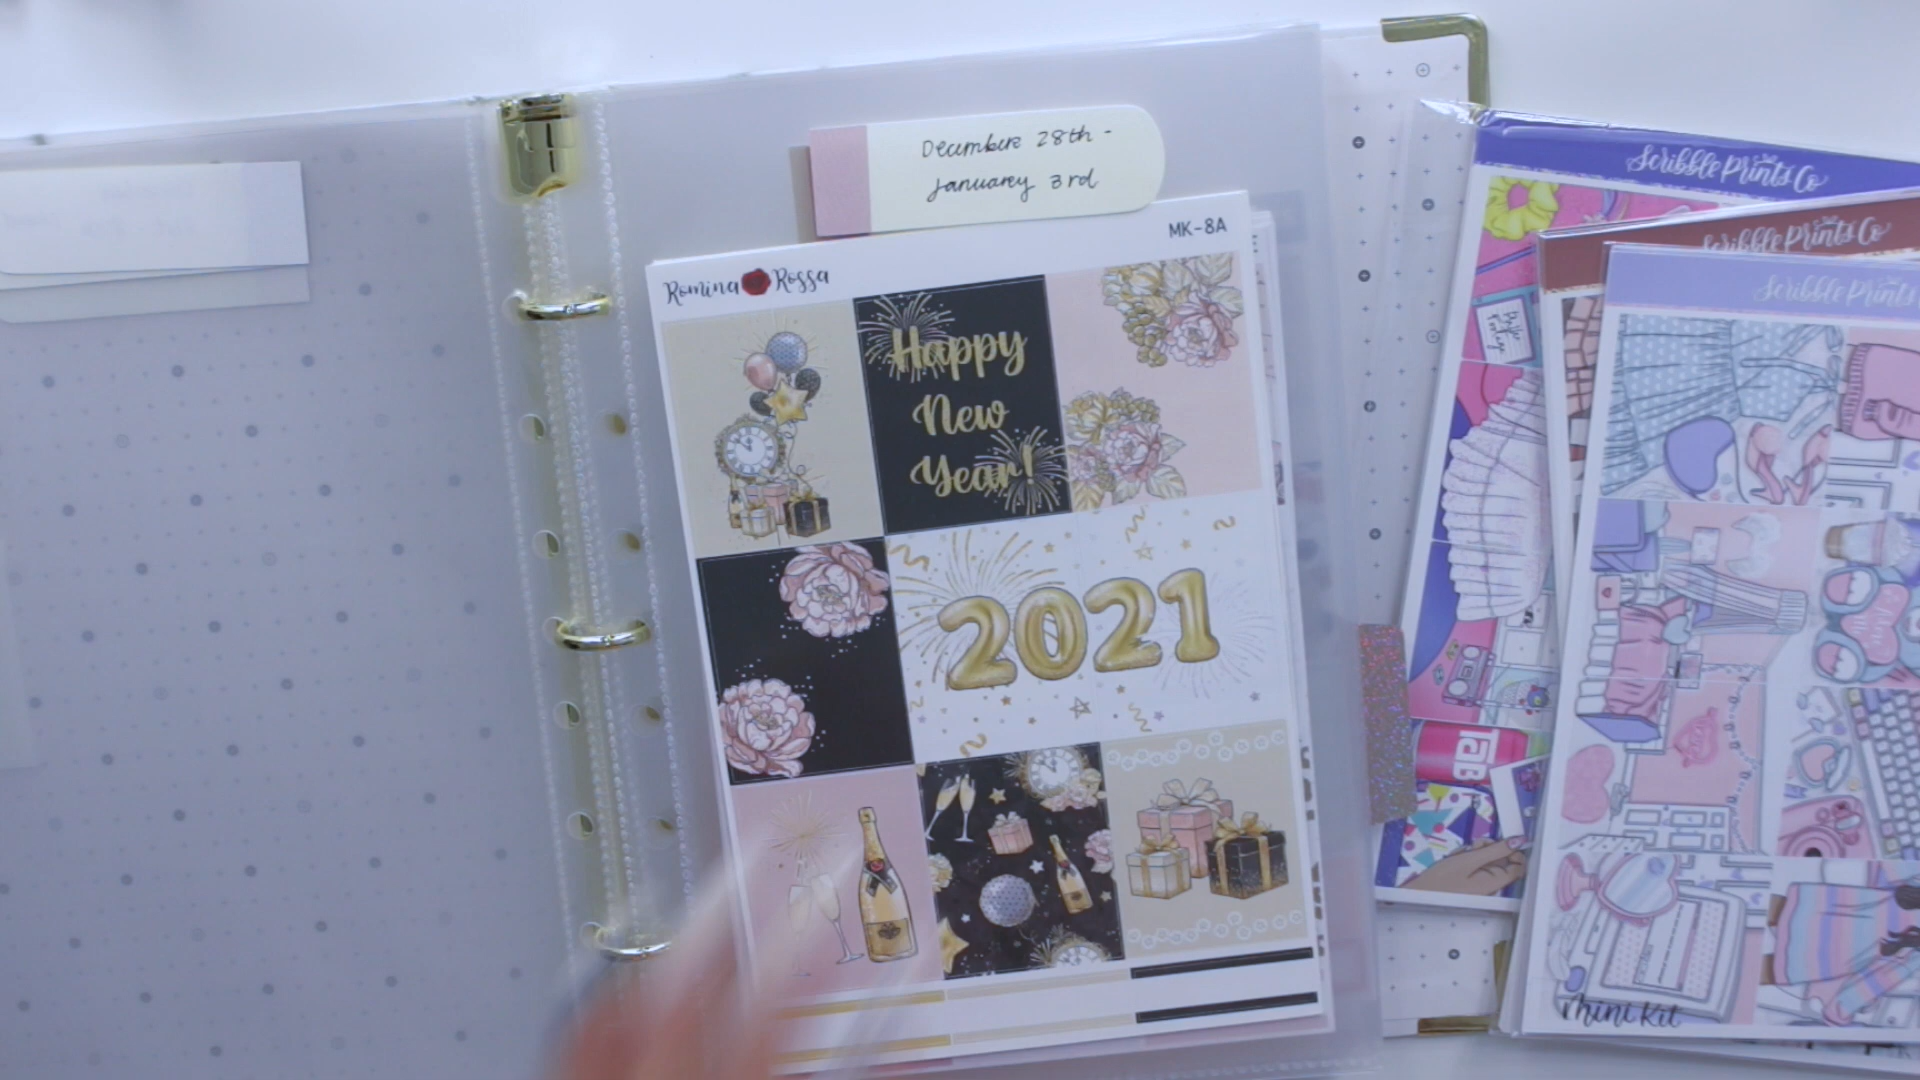 December 28th -
January 3rd
MK-8A
Romina Rossa
Happy
New
Year!
2021
Scribble Prints Co
Scribble Prints Co
Scribble Prints
TaB
Mini Kit